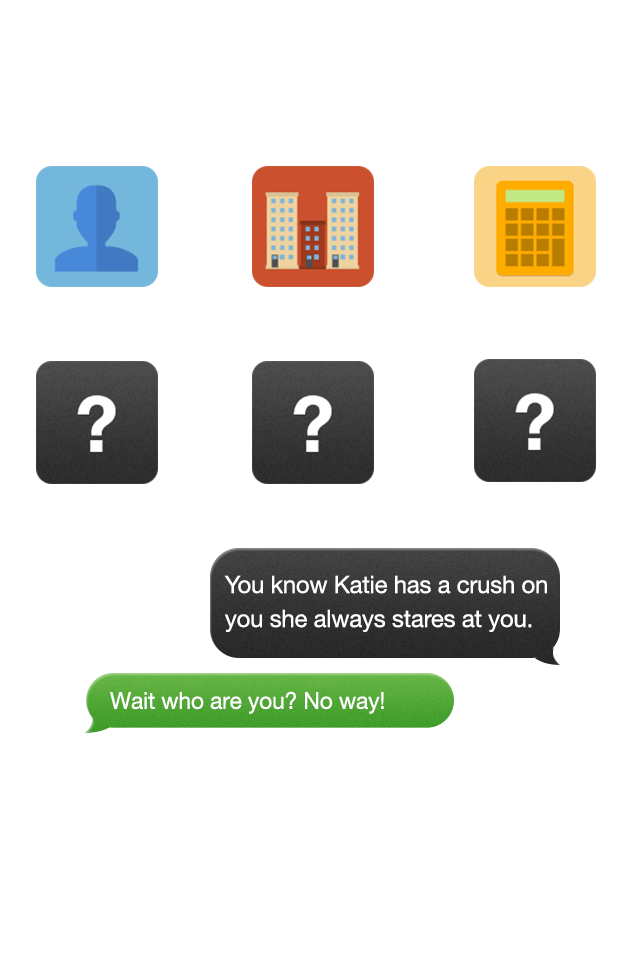 ? ? ?
You know Katie has a crush on
you she always stares at you.
Wait who are you? No way!